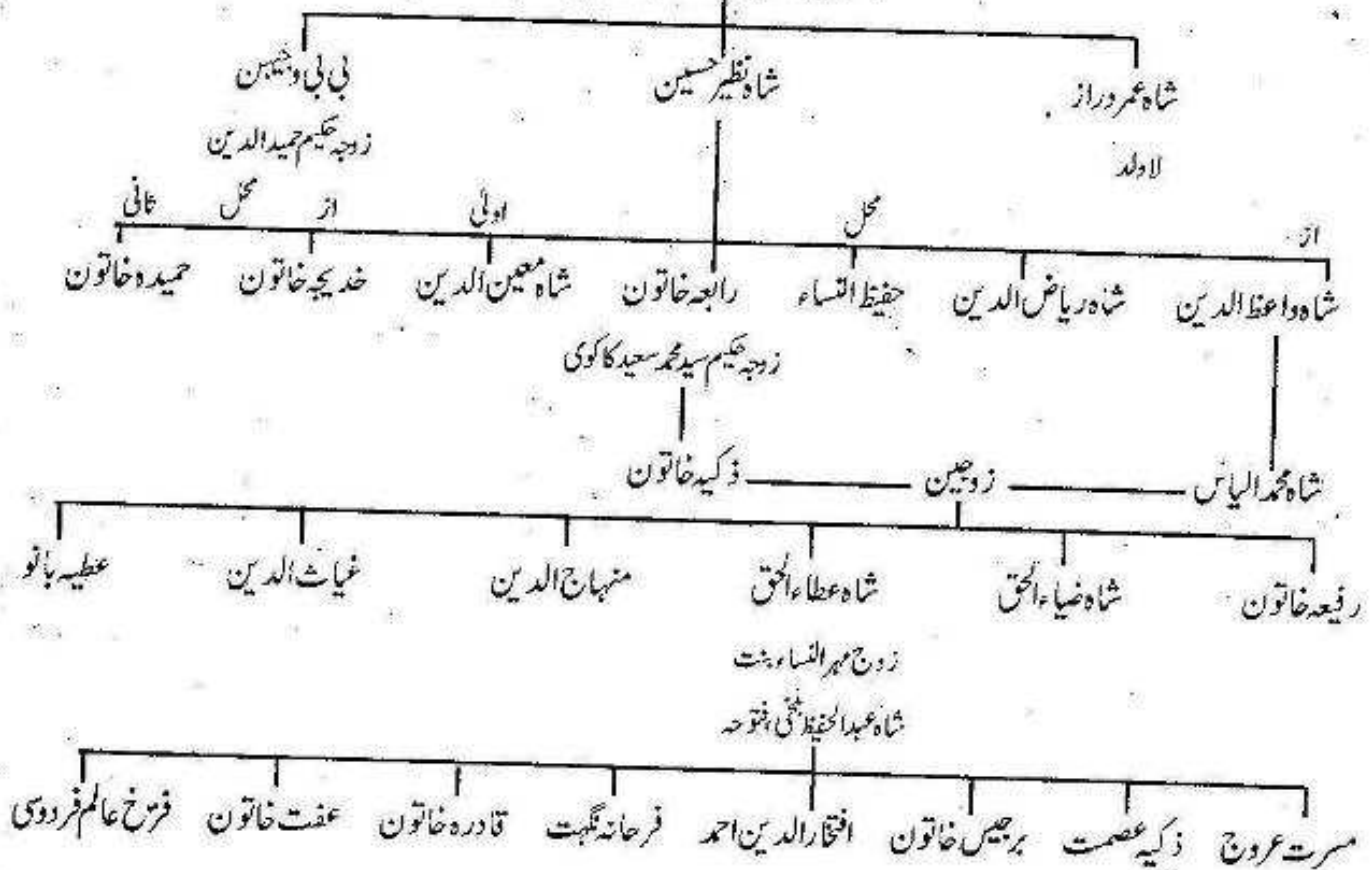 شاہ عمر دراز شاہ نظیر حسین بی بی وجیہن
لاولد زوجہ حکیم حمید الدین
از محل اولیٰ از محل ثانی
شاہ واعظ الدین شاہ ریاض الدین حفیظ النساء رابعہ خاتون شاہ معین الدین خدیجہ خاتون حمیدہ خاتون
زوجہ حکیم سید محمد سعید کاکوی
شاہ محمد الیاس زوجین ذکیہ خاتون
رفیعہ خاتون شاہ ضیاء الحق شاہ عطاء الحق منہاج الدین غیاث الدین عطیہ بانو
زوج مہر النساء بنت
شاہ عبد الحفیظ بلخی، فتوحہ
مسرت عروج ذکیہ عصمت برجیس خاتون افتخار الدین احمد فرحانہ نگہت قادرہ خاتون عفت خاتون فرخ عالم فردوسی